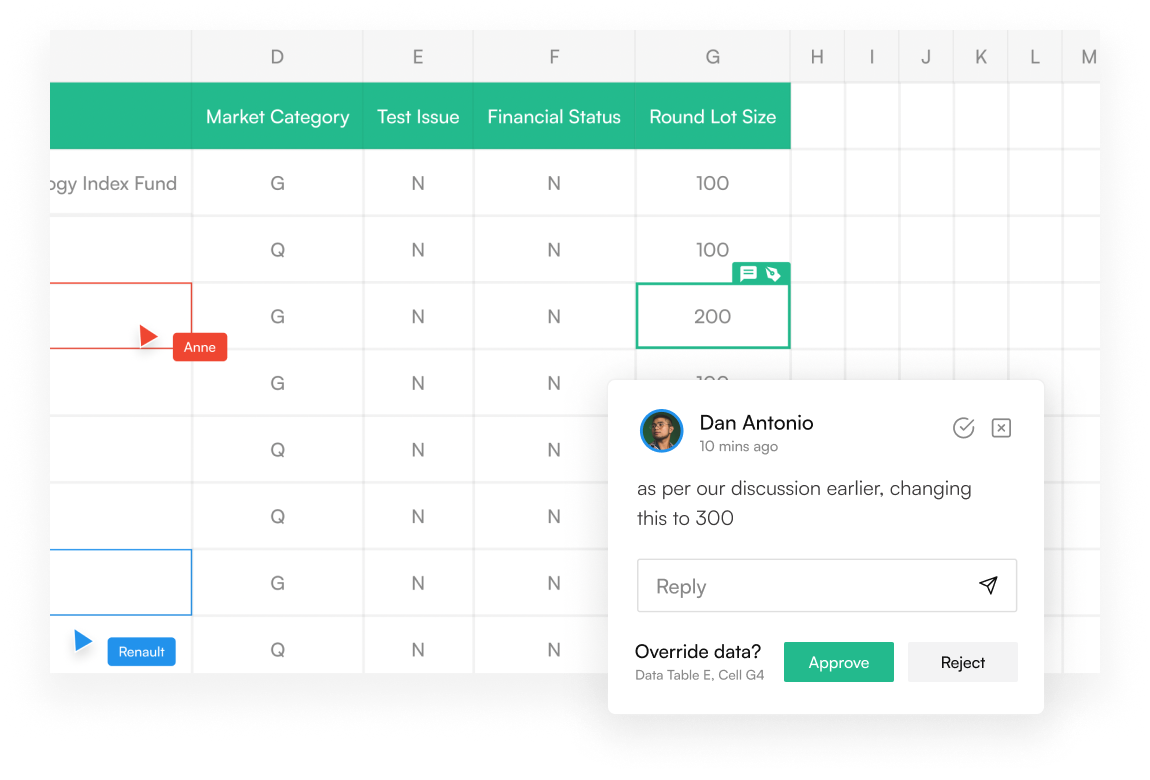 D E F G H I J K L M
Market Category Test Issue Financial Status Round Lot Size
ogy Index Fund G N N 100
Q N N 100
G N N 200
Anne
G N N 100
Q N N
Q N N
G N N
Renault Q N N
Dan Antonio
10 mins ago
as per our discussion earlier, changing
this to 300
Reply
Override data?
Data Table E, Cell G4
Approve Reject